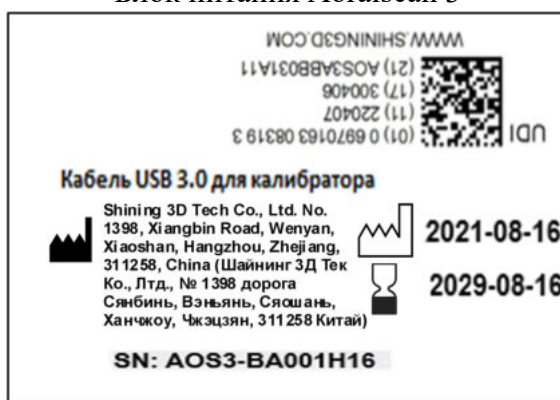 Блок питания Aoralscan 3
WWW.SHINING3D.COM
(21) AOS3ABB031A11
(17) 300406
(11) 220407
(01) 0 6970163 08319 3
UDI
Кабель USB 3.0 для калибратора
Shining 3D Tech Co., Ltd. No.
1398, Xiangbin Road, Wenyan,
Xiaoshan, Hangzhou, Zhejiang,
311258, China (Шайнинг 3Д Тек
Ко., Лтд., № 1398 дорога
Сянбинь, Вэньянь, Сяошань,
Ханчжоу, Чжэцзян, 311258 Китай)
2021-08-16
2029-08-16
SN: AOS3-BA001H16